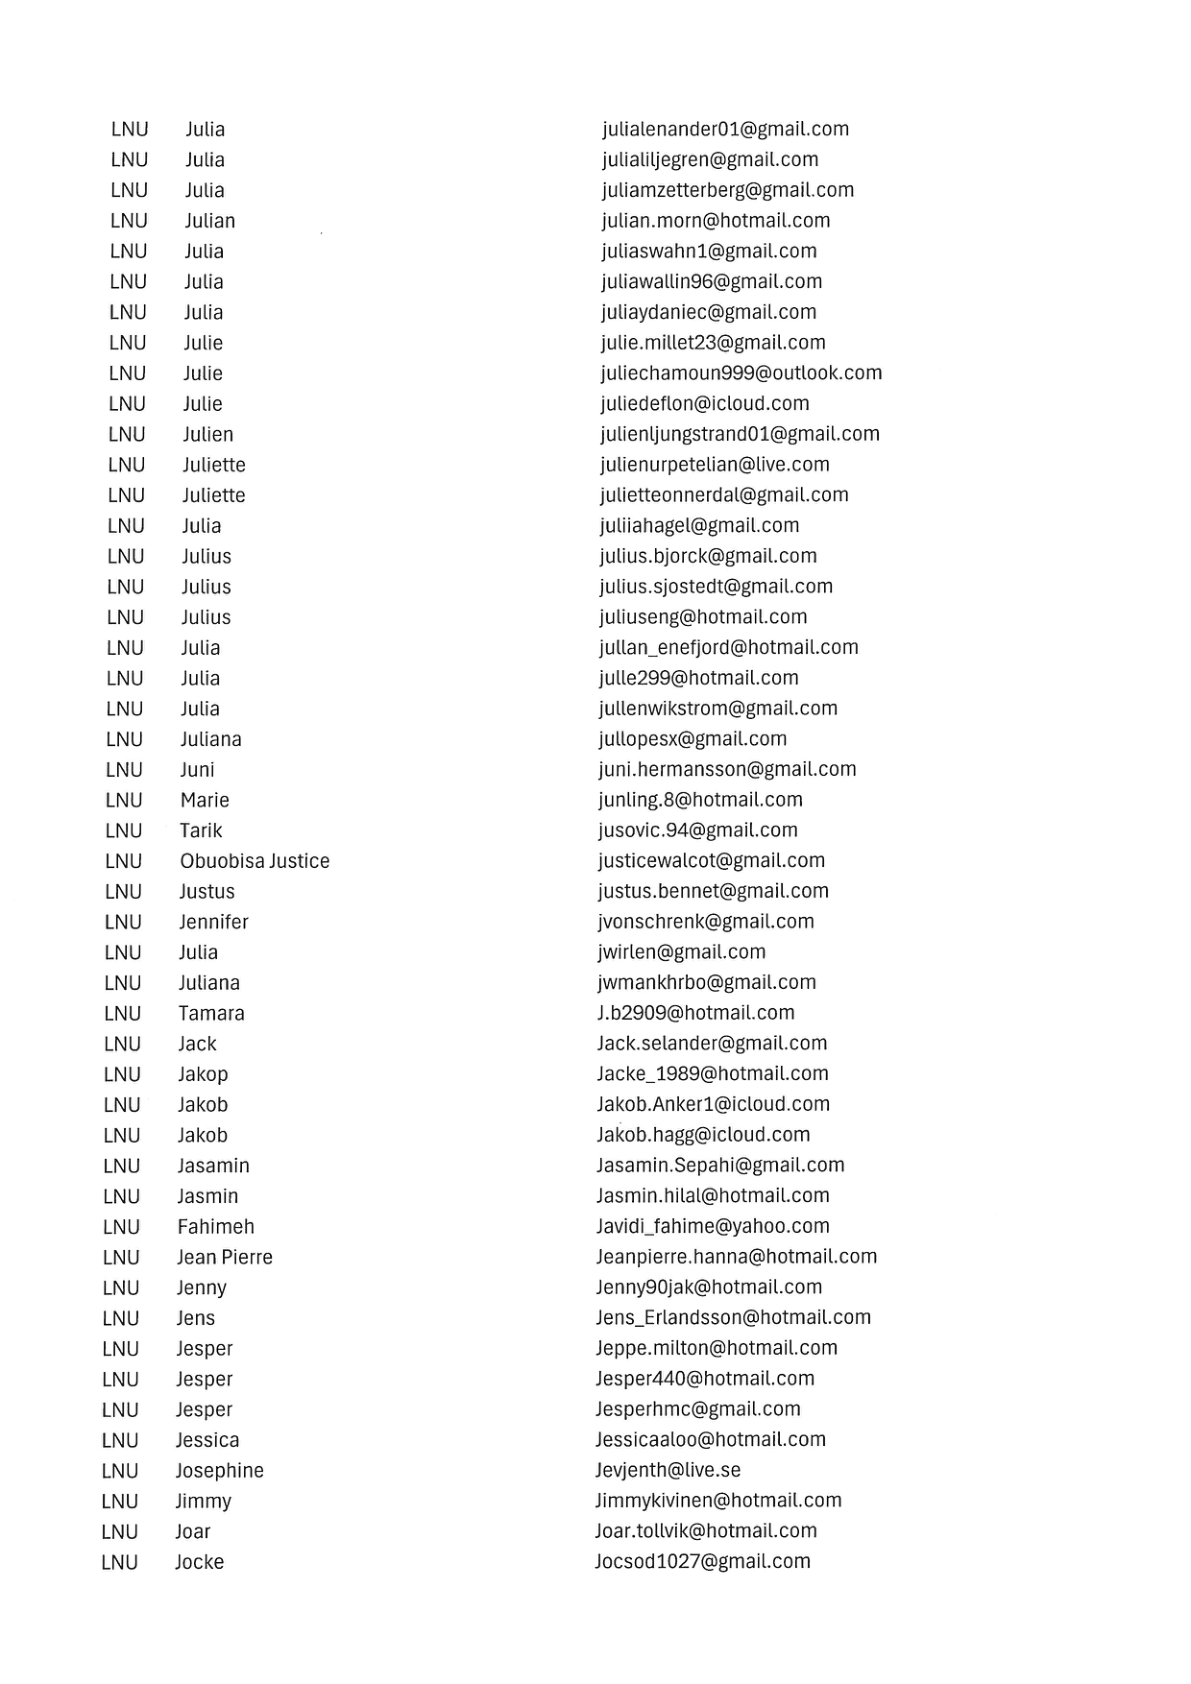 LNU Julia julialenander01@gmail.com
LNU Julia julialiljegren@gmail.com
LNU Julia juliamzetterberg@gmail.com
LNU Julian julian.morn@hotmail.com
LNU Julia juliaswahn1@gmail.com
LNU Julia juliawallin96@gmail.com
LNU Julia juliaydaniec@gmail.com
LNU Julie julie.millet23@gmail.com
LNU Julie juliechamoun999@outlook.com
LNU Julie juliedeflon@icloud.com
LNU Julien julienljungstrand01@gmail.com
LNU Juliette julienurpetelian@live.com
LNU Juliette julietteonnerdal@gmail.com
LNU Julia juliiahagel@gmail.com
LNU Julius julius.bjorck@gmail.com
LNU Julius julius.sjostedt@gmail.com
LNU Julius juliuseng@hotmail.com
LNU Julia jullan_enefjord@hotmail.com
LNU Julia julle299@hotmail.com
LNU Julia jullenwikstrom@gmail.com
LNU Juliana jullopesx@gmail.com
LNU Juni juni.hermansson@gmail.com
LNU Marie junling.8@hotmail.com
LNU Tarik jusovic.94@gmail.com
LNU Obuobisa Justice justicewalcot@gmail.com
LNU Justus justus.bennet@gmail.com
LNU Jennifer jvonschrenk@gmail.com
LNU Julia jwirlen@gmail.com
LNU Juliana jwmankhrbo@gmail.com
LNU Tamara J.b2909@hotmail.com
LNU Jack Jack.selander@gmail.com
LNU Jakop Jacke_1989@hotmail.com
LNU Jakob Jakob.Anker1@icloud.com
LNU Jakob Jakob.hagg@icloud.com
LNU Jasamin Jasamin.Sepahi@gmail.com
LNU Jasmin Jasmin.hilal@hotmail.com
LNU Fahimeh Javidi_fahime@yahoo.com
LNU Jean Pierre Jeanpierre.hanna@hotmail.com
LNU Jenny Jenny90jak@hotmail.com
LNU Jens Jens_Erlandsson@hotmail.com
LNU Jesper Jeppe.milton@hotmail.com
LNU Jesper Jesper440@hotmail.com
LNU Jesper Jesperhmc@gmail.com
LNU Jessica Jessicaaloo@hotmail.com
LNU Josephine Jevjenth@live.se
LNU Jimmy Jimmykivinen@hotmail.com
LNU Joar Joar.tollvik@hotmail.com
LNU Jocke Jocsod1027@gmail.com